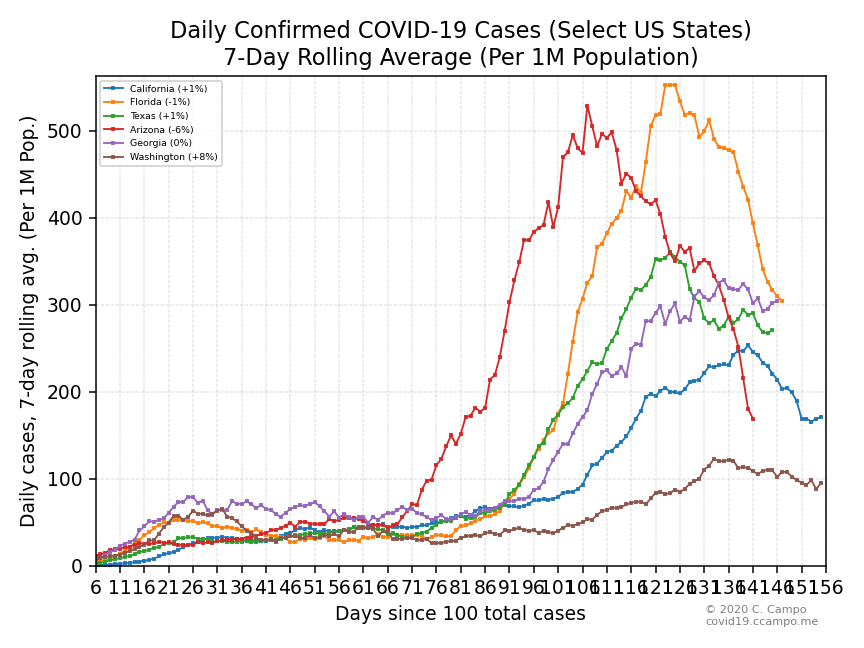 Daily Confirmed COVID-19 Cases (Select US States)
7-Day Rolling Average (Per 1M Population)
California (+1%)
Florida (-1%)
Texas (+1%)
Arizona (-6%)
Georgia (0%)
Washington (+8%)
Daily cases, 7-day rolling avg. (Per 1M Pop.)
500
400
300
200
100
0
6 11 16 21 26 31 36 41 46 51 56 61 66 71 76 81 86 91 96 101 106 111 116 121 126 131 136 141 146 151 156
Days since 100 total cases
© 2020 C. Campo
covid19.ccampo.me